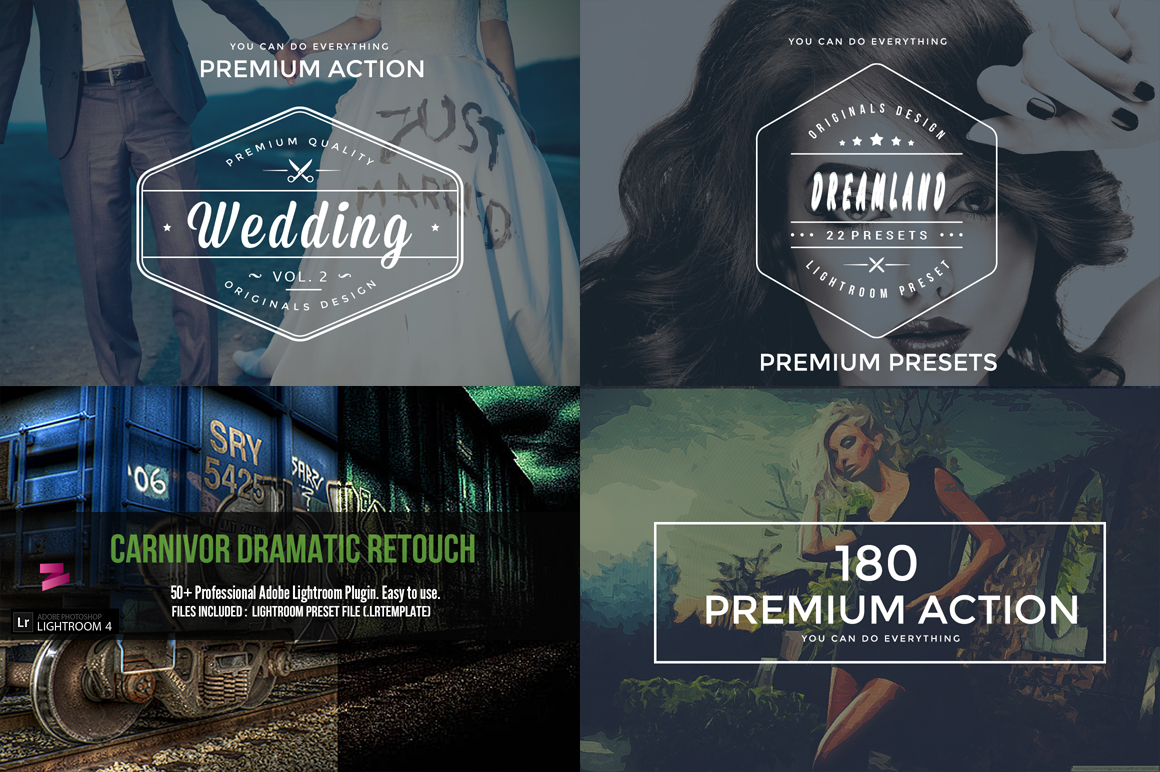 YOU CAN DO EVERYTHING
PREMIUM ACTION
PREMIUM QUALITY
Wedding
~ VOL. 2 ~
ORIGINALS DESIGN
JUST
MARRI D
YOU CAN DO EVERYTHING
ORIGINALS DESIGN
DREAMLAND
22 PRESETS
LIGHTROOM PRESET
PREMIUM PRESETS
SRY
5425
'06
CARNIVOR DRAMATIC RETOUCH
50+ Professional Adobe Lightroom Plugin. Easy to use.
FILES INCLUDED : LIGHTROOM PRESET FILE (.LRTEMPLATE)
Lr
ADOBE PHOTOSHOP
LIGHTROOM 4
180
PREMIUM ACTION
YOU CAN DO EVERYTHING